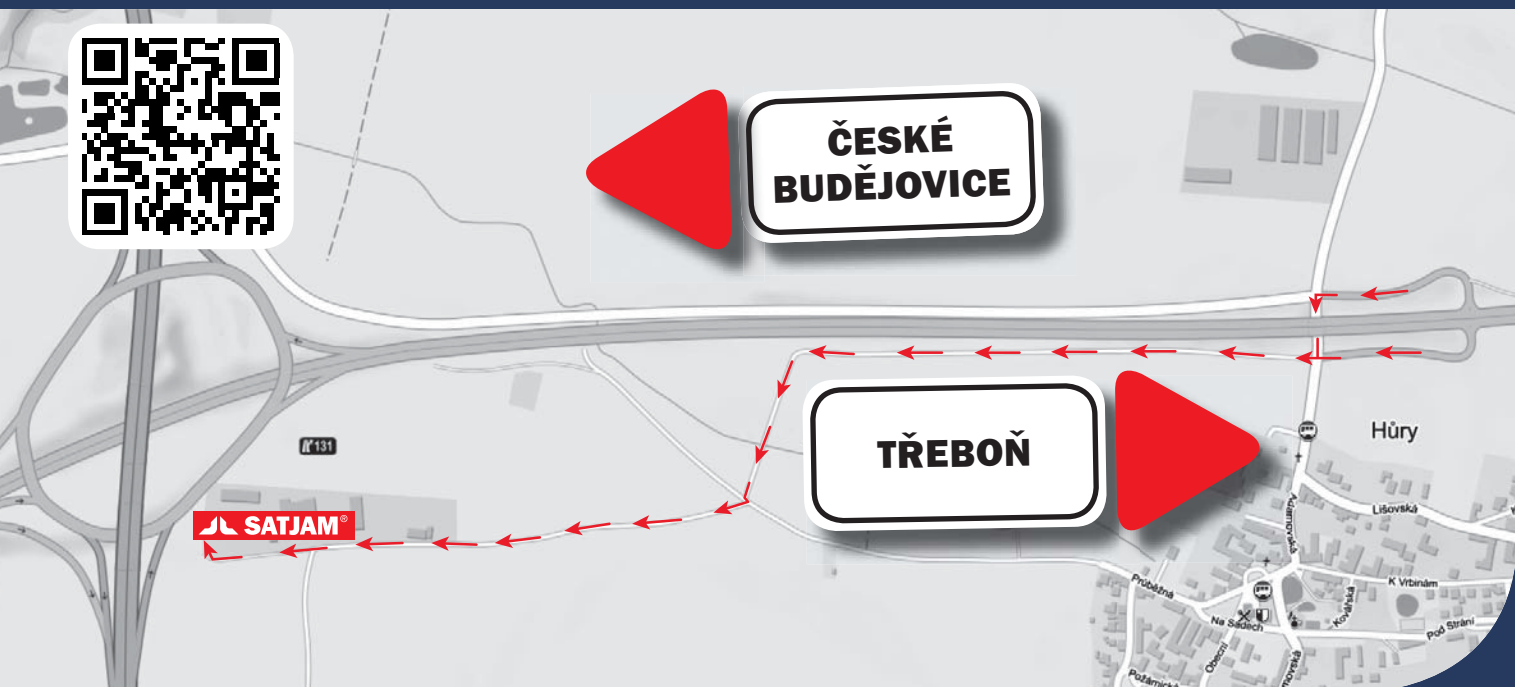 ČESKÉ
BUDĚJOVICE
TŘEBOŇ
Hůry
131
SATJAM®
Lišovská
Adamovská
K Vrbinám
Průběžná
Kovářská
Na Sadech
Pod Strání
Obecní